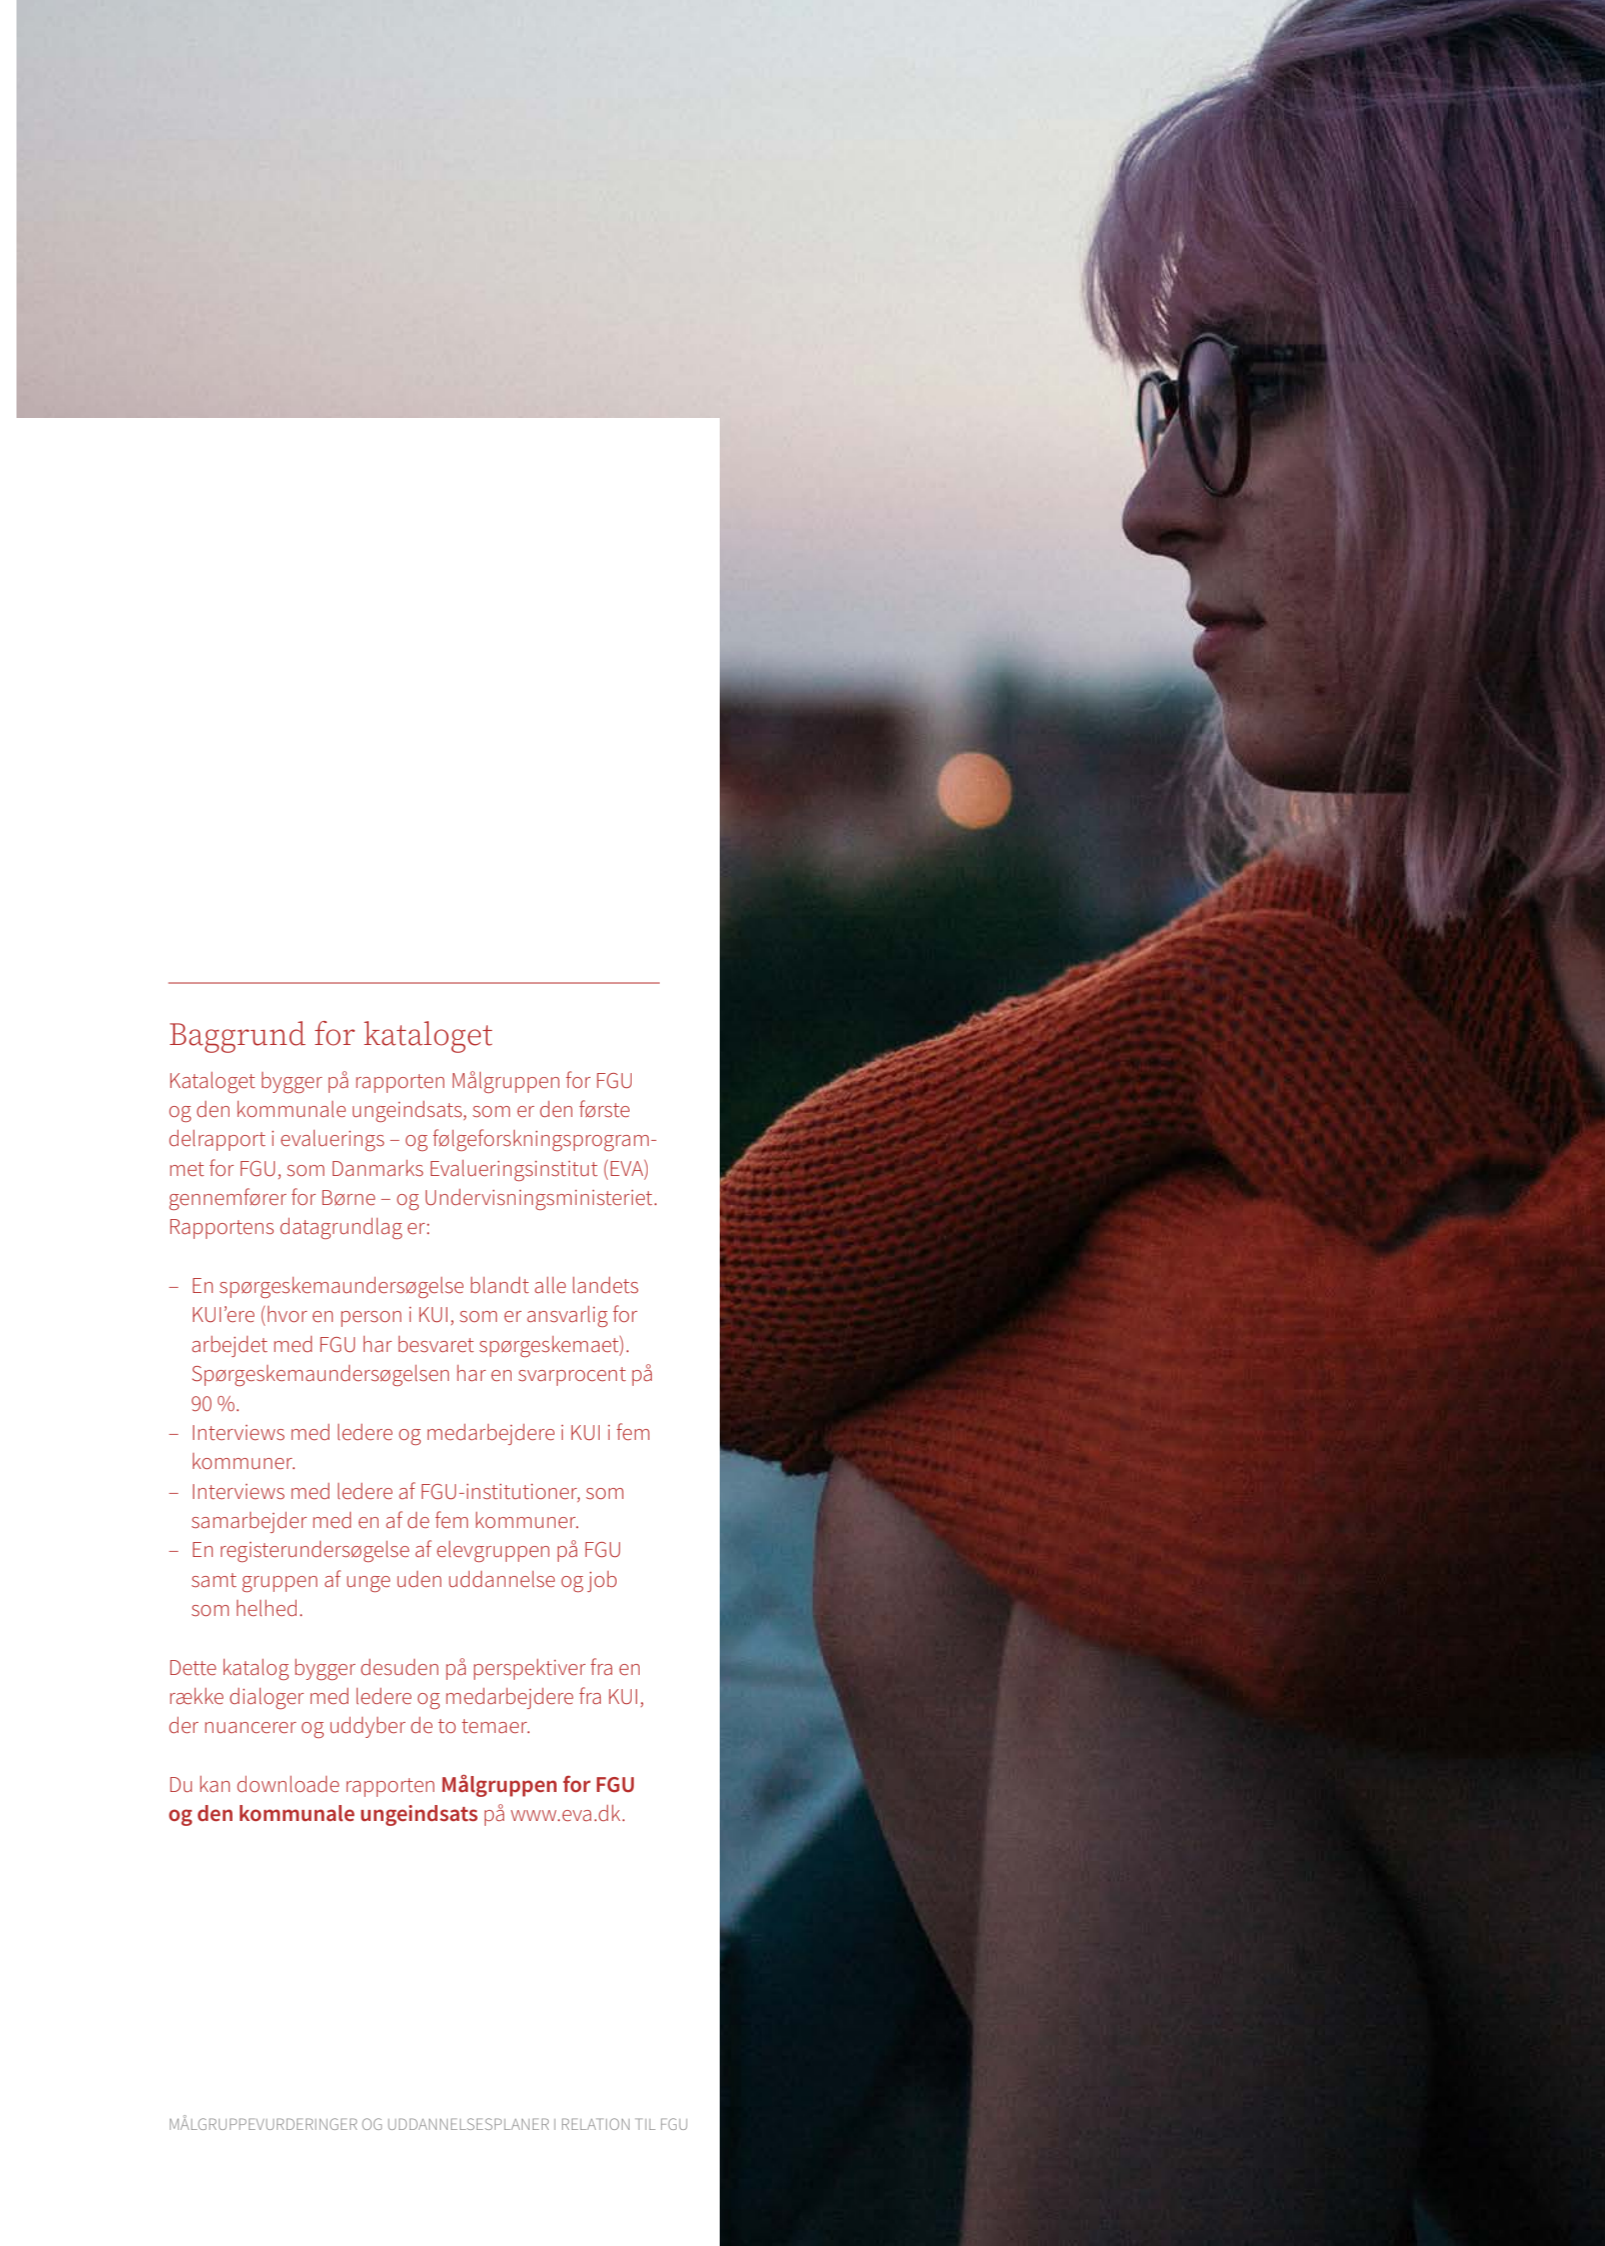 Baggrund for kataloget
Kataloget bygger på rapporten Målgruppen for FGU
og den kommunale ungeindsats, som er den første
delrapport i evaluerings – og følgeforskningsprogram-
met for FGU, som Danmarks Evalueringsinstitut (EVA)
gennemfører for Børne – og Undervisningsministeriet.
Rapportens datagrundlag er:
– En spørgeskemaundersøgelse blandt alle landets
KUI’ere (hvor en person i KUI, som er ansvarlig for
arbejdet med FGU har besvaret spørgeskemaet).
Spørgeskemaundersøgelsen har en svarprocent på
90 %.
– Interviews med ledere og medarbejdere i KUI i fem
kommuner.
– Interviews med ledere af FGU-institutioner, som
samarbejder med en af de fem kommuner.
– En registerundersøgelse af elevgruppen på FGU
samt gruppen af unge uden uddannelse og job
som helhed.
Dette katalog bygger desuden på perspektiver fra en
række dialoger med ledere og medarbejdere fra KUI,
der nuancerer og uddyber de to temaer.
Du kan downloade rapporten Målgruppen for FGU
og den kommunale ungeindsats på www.eva.dk.
MÅLGRUPPEVURDERINGER OG UDDANNELSESPLANER I RELATION TIL FGU